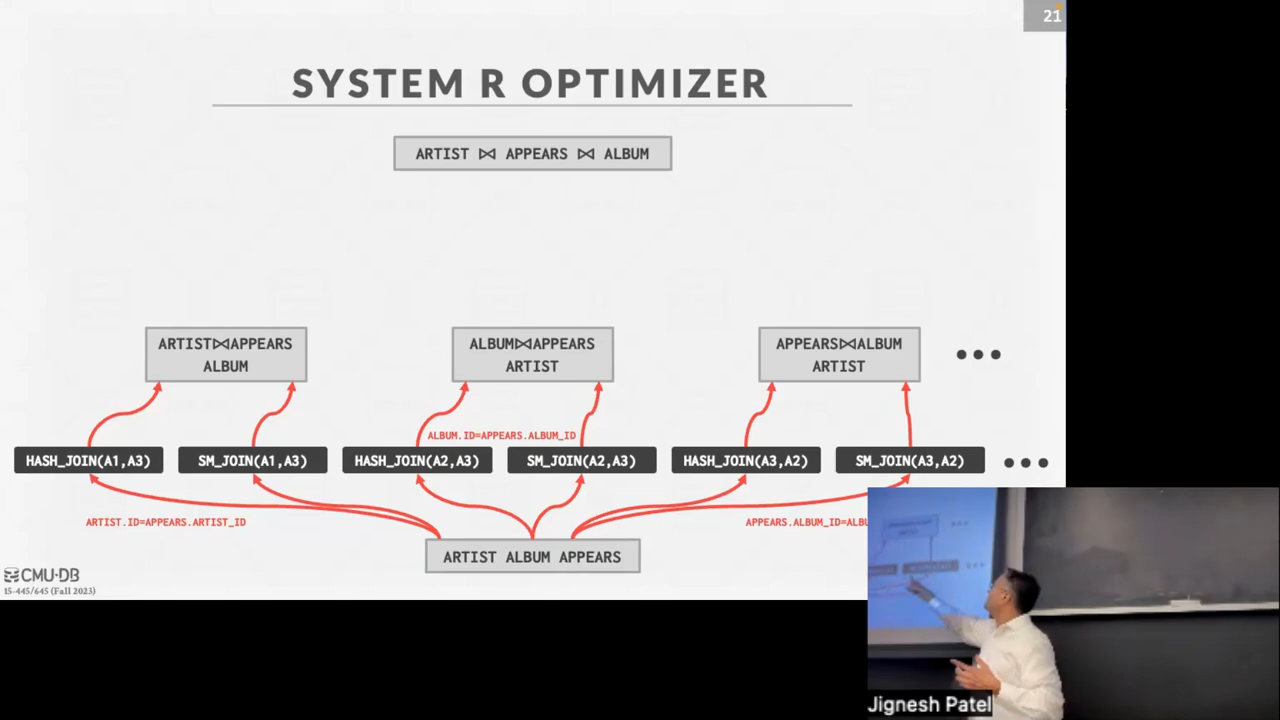 21
SYSTEM R OPTIMIZER
ARTIST ⋈ APPEARS ⋈ ALBUM
ARTIST⋈APPEARS
ALBUM
ALBUM⋈APPEARS
ARTIST
APPEARS⋈ALBUM
ARTIST
•••
ALBUM.ID=APPEARS.ALBUM_ID
HASH_JOIN(A1,A3)
SM_JOIN(A1,A3)
HASH_JOIN(A2,A3)
SM_JOIN(A2,A3)
HASH_JOIN(A3,A2)
SM_JOIN(A3,A2)
•••
ARTIST.ID=APPEARS.ARTIST_ID
APPEARS.ALBUM_ID=ALBU
ARTIST ALBUM APPEARS
CMU·DB
15-445/645 (Fall 2023)
Jignesh Patel